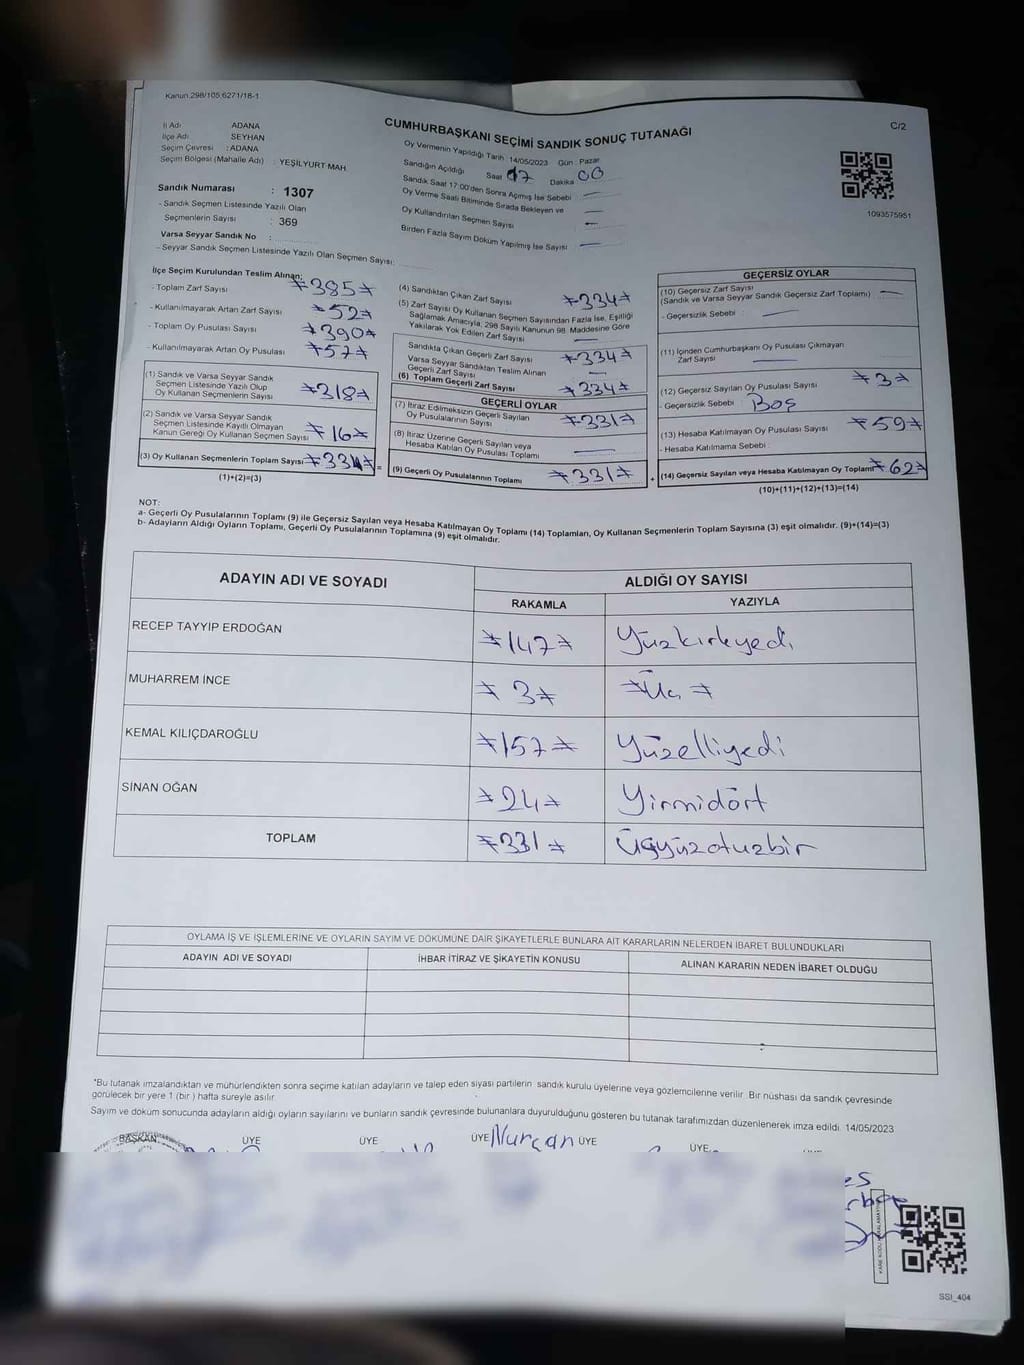 Kanun.298/105;6271/18-1
C/2
CUMHURBAŞKANI SEÇİMİ SANDIK SONUÇ TUTANAĞI
İl Adı : ADANA
İlçe Adı : SEYHAN
Seçim Çevresi : ADANA
Seçim Bölgesi (Mahalle Adı) : YEŞİLYURT MAH.
Sandık Numarası : 1307
- Sandık Seçmen Listesinde Yazılı Olan
Seçmenlerin Sayısı : 369
Varsa Seyyar Sandık No :
- Seyyar Sandık Seçmen Listesinde Yazılı Olan Seçmen Sayısı:
Oy Vermenin Yapıldığı Tarih 14/05/2023 Gün : Pazar
Sandığın Açıldığı Saat 17 Dakika 00
Sandık Saat 17:00'den Sonra Açmış İse Sebebi
Oy Verme Saati Bitiminde Sırada Bekleyen ve
Oy Kullandırılan Seçmen Sayısı
Birden Fazla Sayım Döküm Yapılmış İse Sayısı
1093575951
İlçe Seçim Kurulundan Teslim Alınan;
- Toplam Zarf Sayısı 385
- Kullanılmayarak Artan Zarf Sayısı 52
- Toplam Oy Pusulası Sayısı 390
- Kullanılmayarak Artan Oy Pusulası 57
(1) Sandık ve Varsa Seyyar Sandık
Seçmen Listesinde Yazılı Olup
Oy Kullanan Seçmenlerin Sayısı 318
(2) Sandık ve Varsa Seyyar Sandık
Seçmen Listesinde Kayıtlı Olmayan
Kanun Gereği Oy Kullanan Seçmen Sayısı 16
(3) Oy Kullanan Seçmenlerin Toplam Sayısı 334 =
(1)+(2)=(3)
(4) Sandıktan Çıkan Zarf Sayısı 334
(5) Zarf Sayısı Oy Kullanan Seçmen Sayısından Fazla İse, Eşitliği
Sağlamak Amacıyla; 298 Sayılı Kanunun 98. Maddesine Göre
Yakılarak Yok Edilen Zarf Sayısı
Sandıkta Çıkan Geçerli Zarf Sayısı 334
Varsa Seyyar Sandıktan Teslim Alınan
Geçerli Zarf Sayısı
(6) Toplam Geçerli Zarf Sayısı 334
GEÇERLİ OYLAR
(7) İtiraz Edilmeksizin Geçerli Sayılan
Oy Pusulalarının Sayısı 331
(8) İtiraz Üzerine Geçerli Sayılan veya
Hesaba Katılan Oy Pusulası Toplamı
(9) Geçerli Oy Pusulalarının Toplamı 331 +
GEÇERSİZ OYLAR
(10) Geçersiz Zarf Sayısı
(Sandık ve Varsa Seyyar Sandık Geçersiz Zarf Toplamı)
- Geçersizlik Sebebi :
(11) İçinden Cumhurbaşkanı Oy Pusulası Çıkmayan
Zarf Sayısı
(12) Geçersiz Sayılan Oy Pusulası Sayısı 3
- Geçersizlik Sebebi : Boş
(13) Hesaba Katılmayan Oy Pusulası Sayısı 59
- Hesaba Katılmama Sebebi :
(14) Geçersiz Sayılan veya Hesaba Katılmayan Oy Toplamı 62
(10)+(11)+(12)+(13)=(14)
NOT:
a- Geçerli Oy Pusulalarının Toplamı (9) ile Geçersiz Sayılan veya Hesaba Katılmayan Oy Toplamı (14) Toplamları, Oy Kullanan Seçmenlerin Toplam Sayısına (3) eşit olmalıdır. (9)+(14)=(3)
b- Adayların Aldığı Oyların Toplamı, Geçerli Oy Pusulalarının Toplamına (9) eşit olmalıdır.
ADAYIN ADI VE SOYADI ALDIĞI OY SAYISI
RAKAMLA YAZIYLA
RECEP TAYYİP ERDOĞAN 147 Yüzkırkyedi
MUHARREM İNCE 3 Üç
KEMAL KILIÇDAROĞLU 157 Yüzelliyedi
SİNAN OĞAN 24 Yirmidört
TOPLAM 331 Üçyüzotuzbir
OYLAMA İŞ VE İŞLEMLERİNE VE OYLARIN SAYIM VE DÖKÜMÜNE DAİR ŞİKAYETLERLE BUNLARA AİT KARARLARIN NELERDEN İBARET BULUNDUKLARI
ADAYIN ADI VE SOYADI İHBAR İTİRAZ VE ŞİKAYETİN KONUSU ALINAN KARARIN NEDEN İBARET OLDUĞU
*Bu tutanak imzalandıktan ve mühürlendikten sonra seçime katılan adayların ve talep eden siyasi partilerin sandık kurulu üyelerine veya gözlemcilerine verilir. Bir nüshası da sandık çevresinde
görülecek bir yere 1 (bir ) hafta süreyle asılır.
Sayım ve döküm sonucunda adayların aldığı oyların sayılarını ve bunların sandık çevresinde bulunanlara duyurulduğunu gösteren bu tutanak tarafımızdan düzenlenerek imza edildi. 14/05/2023
BAŞKAN ÜYE ÜYE ÜYE Nurcan ÜYE ÜYE
KARE KODU KARALAMAYINIZ
SSI_404